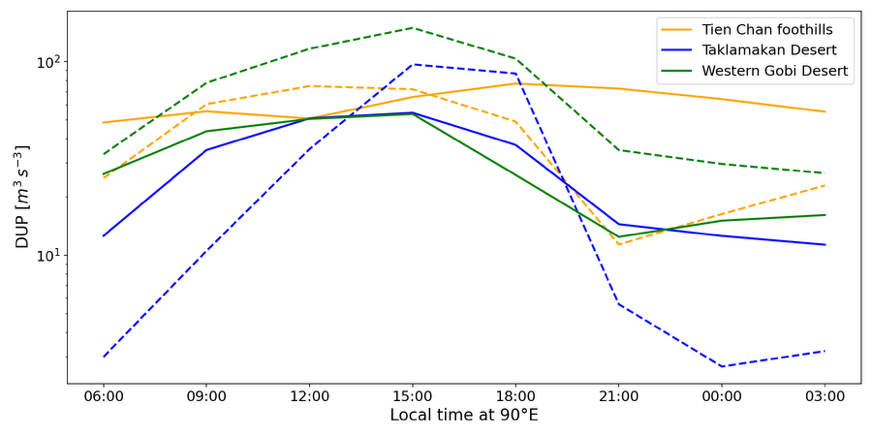 Tien Chan foothills
Taklamakan Desert
Western Gobi Desert
DUP [m³ s⁻³]
10²
10¹
06:00 09:00 12:00 15:00 18:00 21:00 00:00 03:00
Local time at 90°E